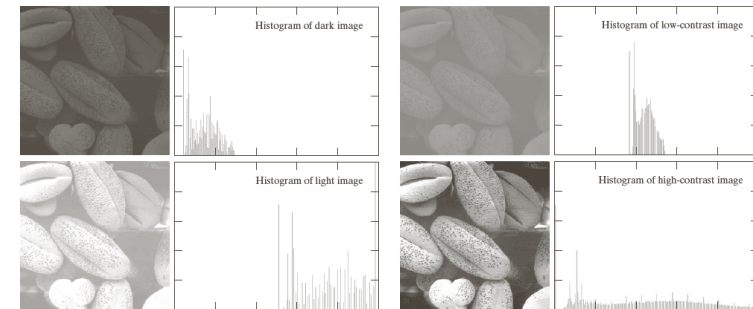 Histogram of dark image
Histogram of low-contrast image
Histogram of light image
Histogram of high-contrast image